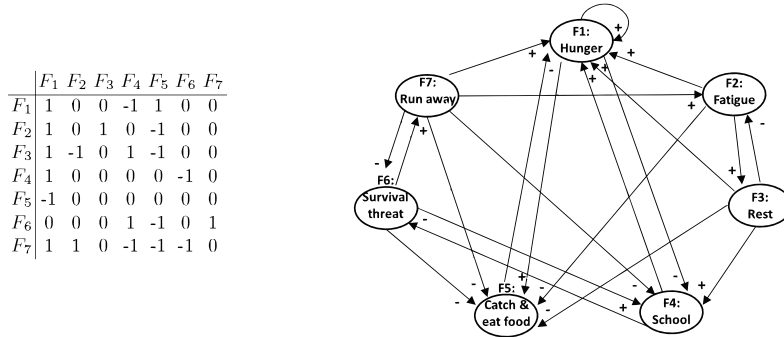 F1 F2 F3 F4 F5 F6 F7
F1 1 0 0 -1 1 0 0
F2 1 0 1 0 -1 0 0
F3 1 -1 0 1 -1 0 0
F4 1 0 0 0 0 -1 0
F5 -1 0 0 0 0 0 0
F6 0 0 0 1 -1 0 1
F7 1 1 0 -1 -1 -1 0
F1:
Hunger
+
+
-
+
+
+
F7:
Run away
F2:
Fatigue
+
-
+
-
+
F6:
Survival
threat
-
F3:
Rest
-
-
-
+
-
-
F5:
Catch &
eat food
-
-
+
-
+
F4:
School